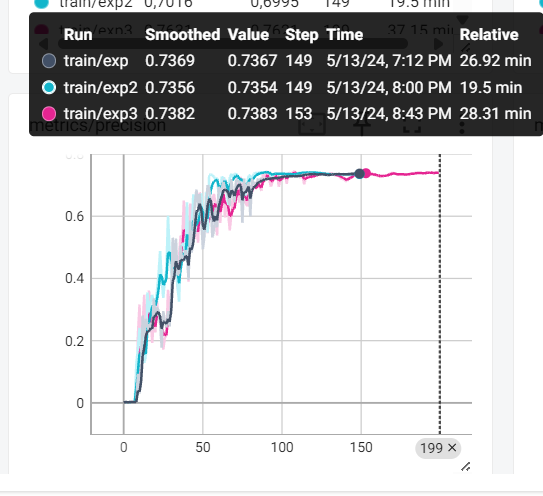 train/exp2 0,7016 0,6995 149 19.5 min
37.15 min
Run Smoothed Value Step Time Relative
train/exp 0.7369 0.7367 149 5/13/24, 7:12 PM 26.92 min
train/exp2 0.7356 0.7354 149 5/13/24, 8:00 PM 19.5 min
train/exp3 0.7382 0.7383 153 5/13/24, 8:43 PM 28.31 min
metrics/precision
0.6
0.4
0.2
0
0 50 100 150 199 ×